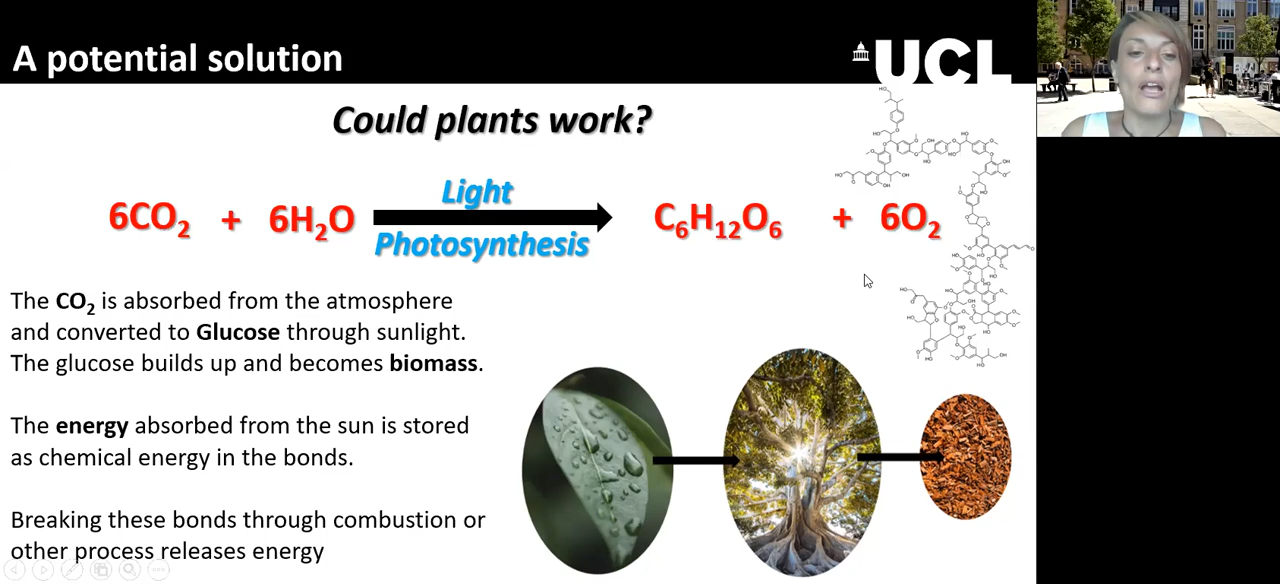 A potential solution
UCL
Could plants work?
Light
6CO₂ + 6H₂O C₆H₁₂O₆ + 6O₂
Photosynthesis
The CO₂ is absorbed from the atmosphere
and converted to Glucose through sunlight.
The glucose builds up and becomes biomass.
The energy absorbed from the sun is stored
as chemical energy in the bonds.
Breaking these bonds through combustion or
other process releases energy